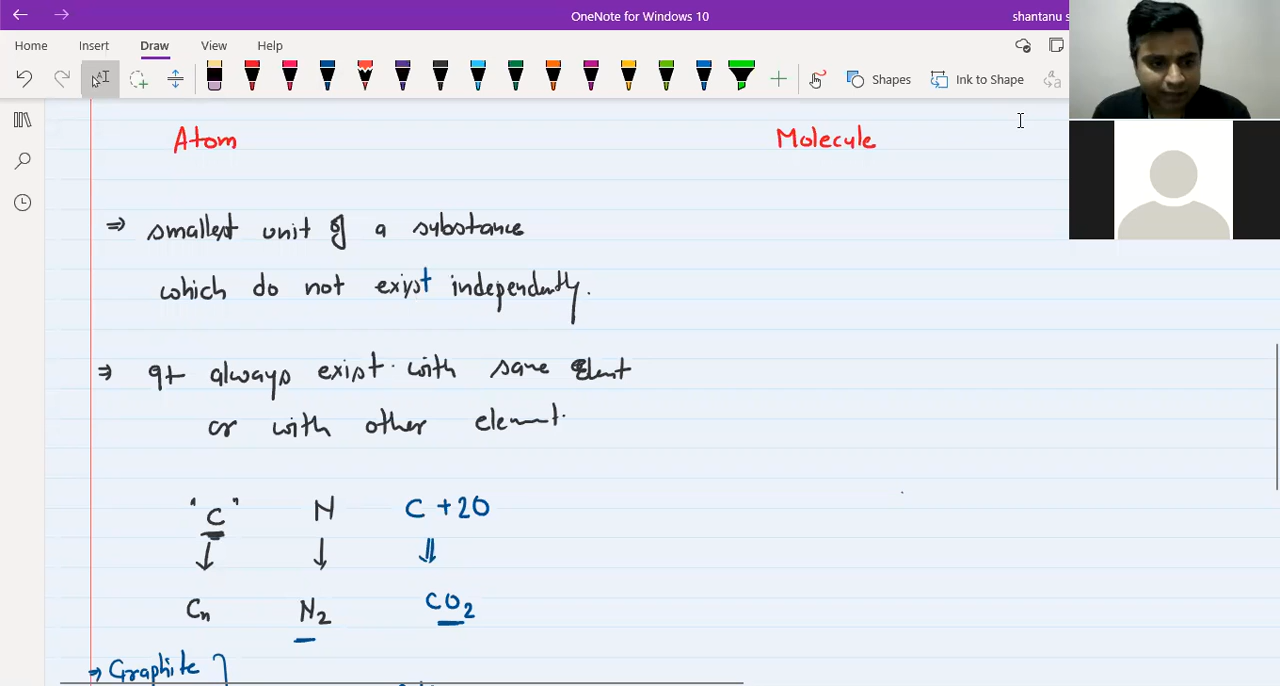 OneNote for Windows 10
shantanu s
Home Insert Draw View Help
Shapes Ink to Shape
Atom Molecule
⇒ smallest unit of a substance
which do not exist independently.
⇒ It always exist with same element
or with other element.
"C" N C + 2O
↓ ↓ ⇓
Cn N2 CO2
→ Graphite }